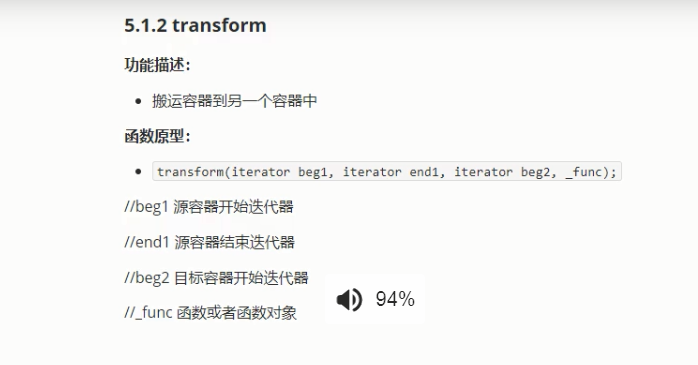 5.1.2 transform
功能描述：
搬运容器到另一个容器中
函数原型：
transform(iterator beg1, iterator end1, iterator beg2, _func);
//beg1 源容器开始迭代器
//end1 源容器结束迭代器
//beg2 目标容器开始迭代器
//_func 函数或者函数对象
94%